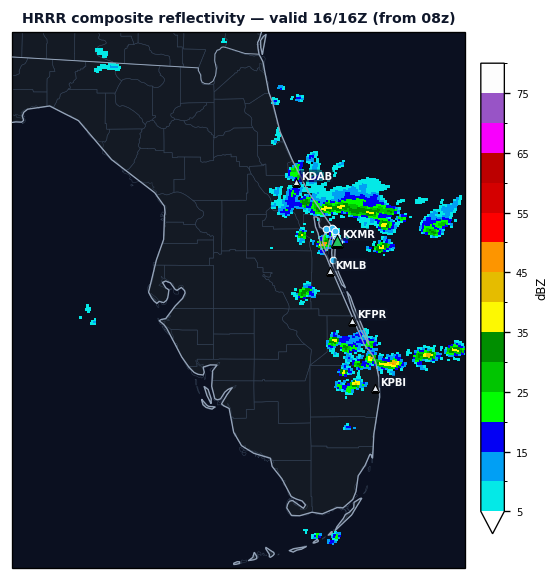 HRRR composite reflectivity — valid 16/16Z (from 08z)
75
65
55
45
35
25
15
5
dBZ
KDAB
KXMR
KMLB
KFPR
KPBI